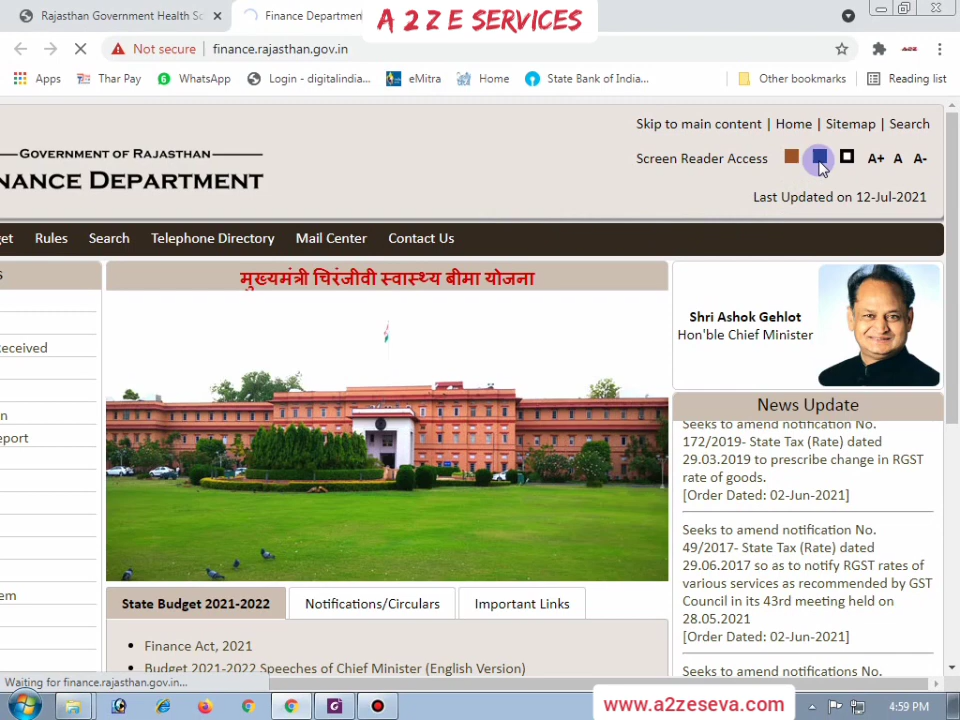 Rajasthan Government Health Sc
Finance Departmen
A 2 Z E SERVICES
Not secure
finance.rajasthan.gov.in
Apps
Thar Pay
WhatsApp
Login - digitalindia...
eMitra
Home
State Bank of India...
Other bookmarks
Reading list
Skip to main content | Home | Sitemap | Search
GOVERNMENT OF RAJASTHAN
NANCE DEPARTMENT
Screen Reader Access A+ A A-
Last Updated on 12-Jul-2021
get Rules Search Telephone Directory Mail Center Contact Us
मुख्यमंत्री चिरंजीवी स्वास्थ्य बीमा योजना
Shri Ashok Gehlot
Hon'ble Chief Minister
eceived
n
eport
em
News Update
Seeks to amend notification No.
172/2019- State Tax (Rate) dated
29.03.2019 to prescribe change in RGST
rate of goods.
[Order Dated: 02-Jun-2021]
Seeks to amend notification No.
49/2017- State Tax (Rate) dated
29.06.2017 so as to notify RGST rates of
various services as recommended by GST
Council in its 43rd meeting held on
28.05.2021
[Order Dated: 02-Jun-2021]
Seeks to amend notification No.
State Budget 2021-2022
Notifications/Circulars
Important Links
Finance Act, 2021
Budget 2021-2022 Speeches of Chief Minister (English Version)
Waiting for finance.rajasthan.gov.in...
www.a2zeseva.com
4:59 PM